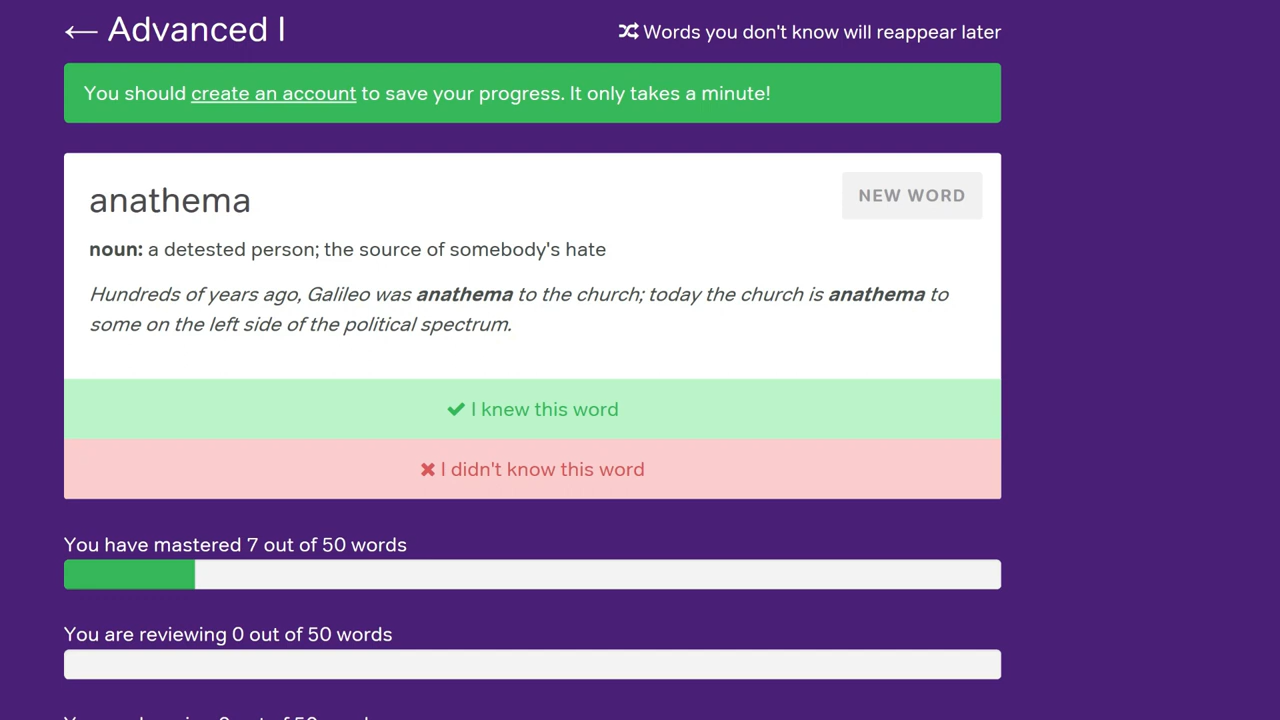 ← Advanced I
Words you don't know will reappear later
You should create an account to save your progress. It only takes a minute!
anathema
NEW WORD
noun: a detested person; the source of somebody's hate
Hundreds of years ago, Galileo was anathema to the church; today the church is anathema to
some on the left side of the political spectrum.
I knew this word
I didn't know this word
You have mastered 7 out of 50 words
You are reviewing 0 out of 50 words